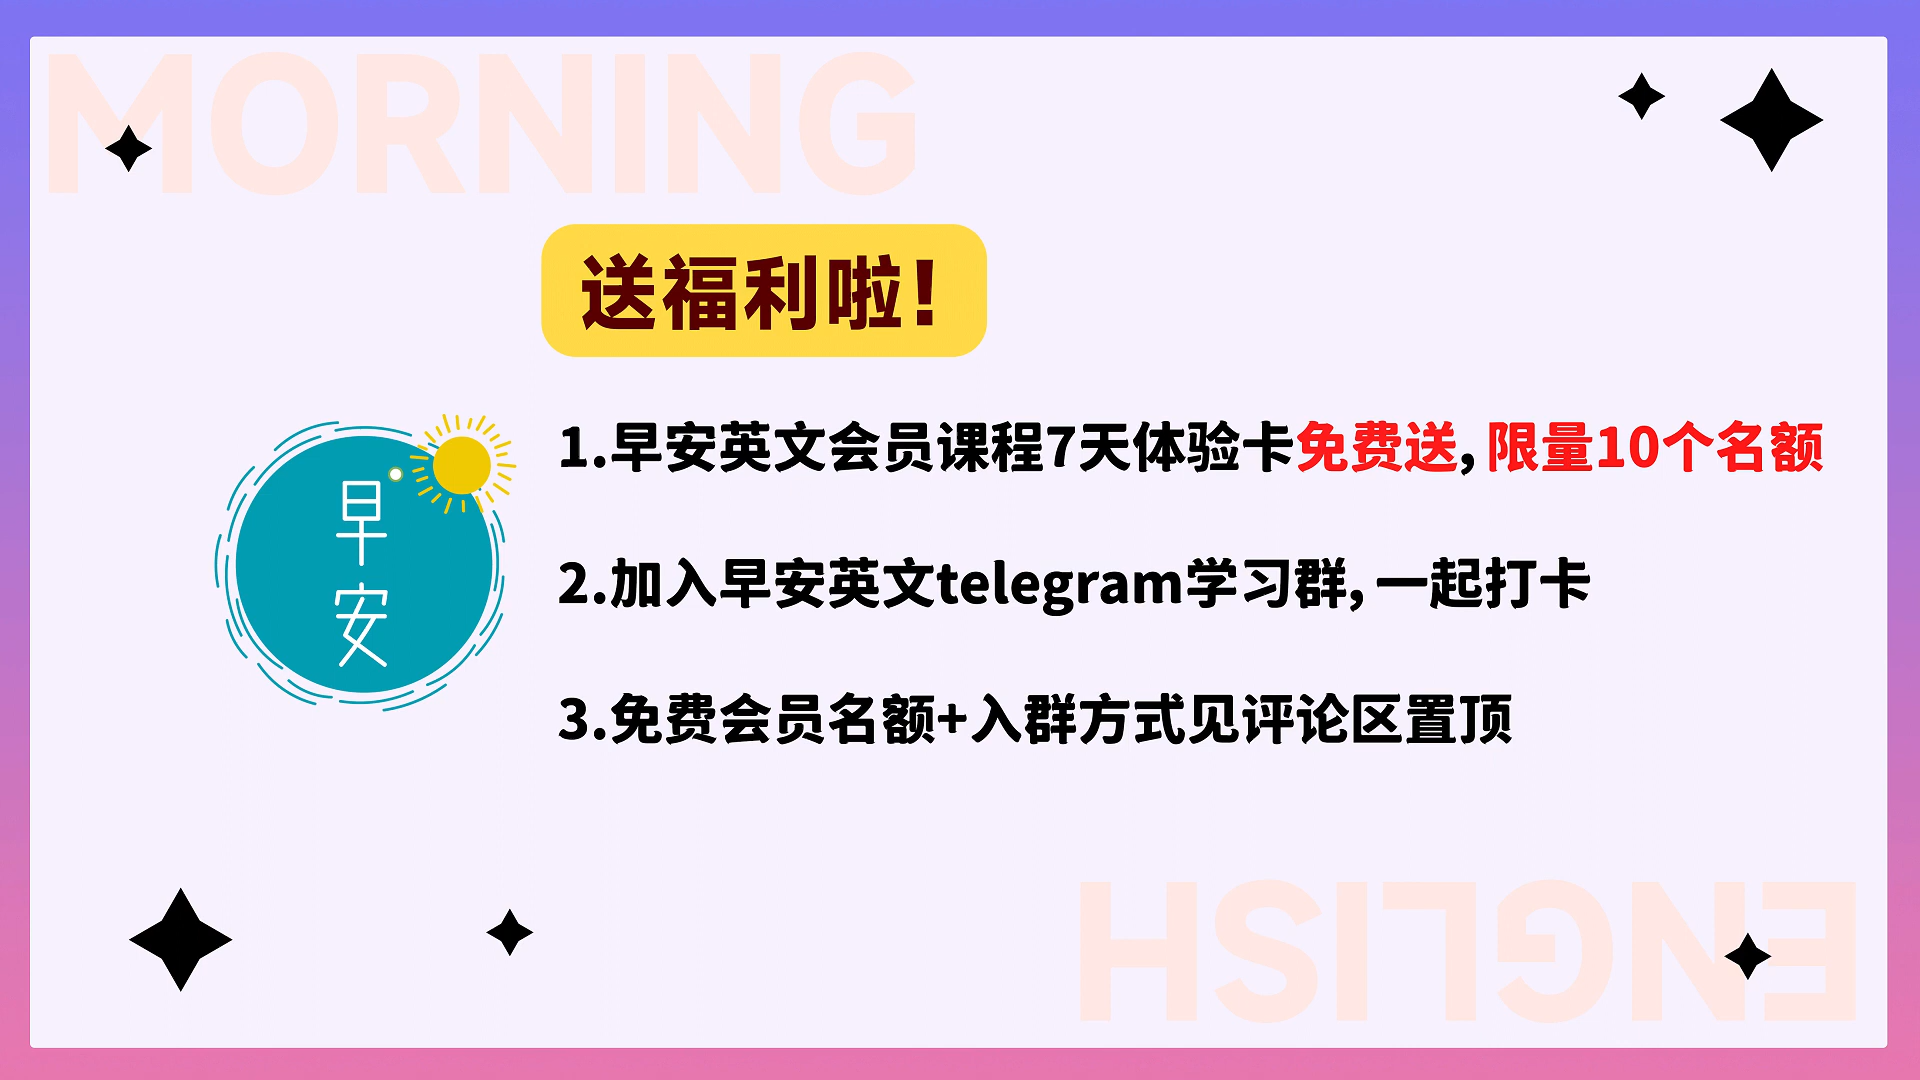 MORNING
送福利啦！
1.早安英文会员课程7天体验卡免费送，限量10个名额
早安
2.加入早安英文telegram学习群，一起打卡
3.免费会员名额+入群方式见评论区置顶
ENGLISH